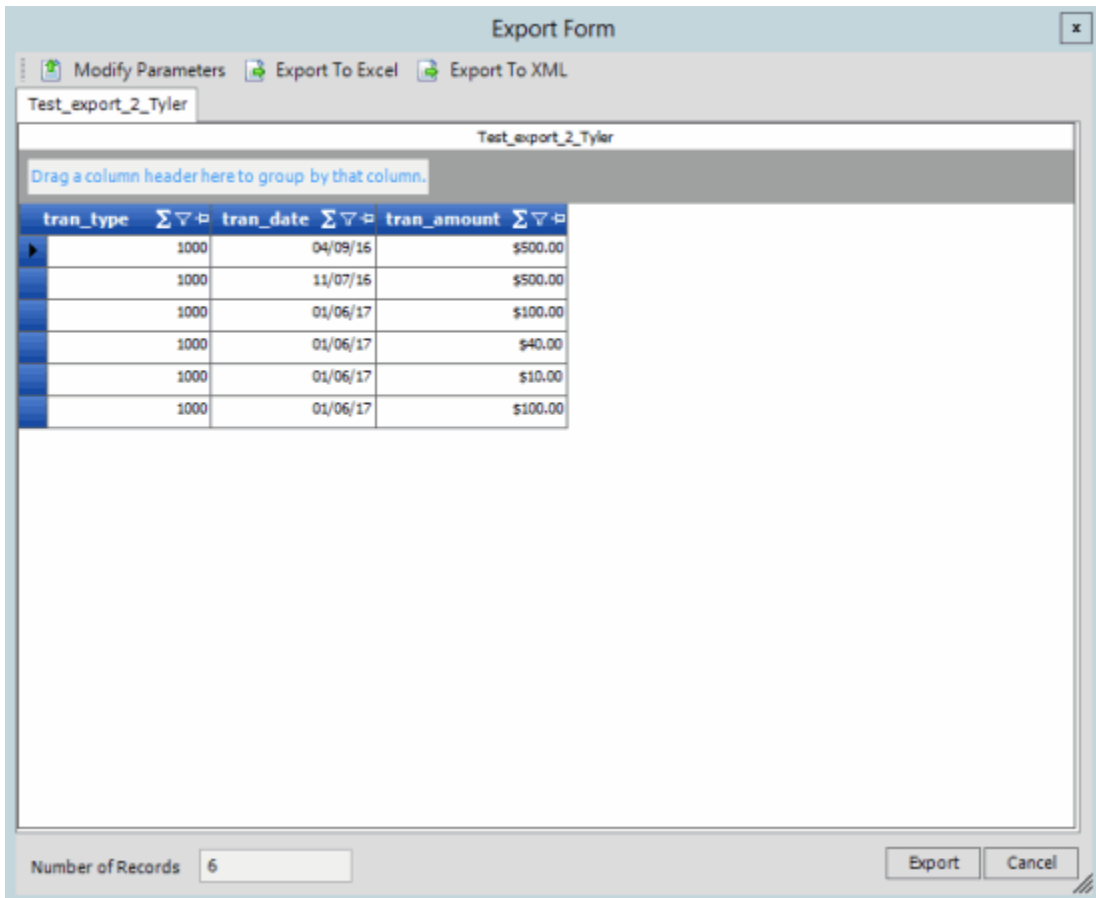 Export Form x
Modify Parameters Export To Excel Export To XML
Test_export_2_Tyler
Test_export_2_Tyler
Drag a column header here to group by that column.
tran_type Σ tran_date Σ tran_amount Σ
1000 04/09/16 $500.00
1000 11/07/16 $500.00
1000 01/06/17 $100.00
1000 01/06/17 $40.00
1000 01/06/17 $10.00
1000 01/06/17 $100.00
Number of Records 6 Export Cancel